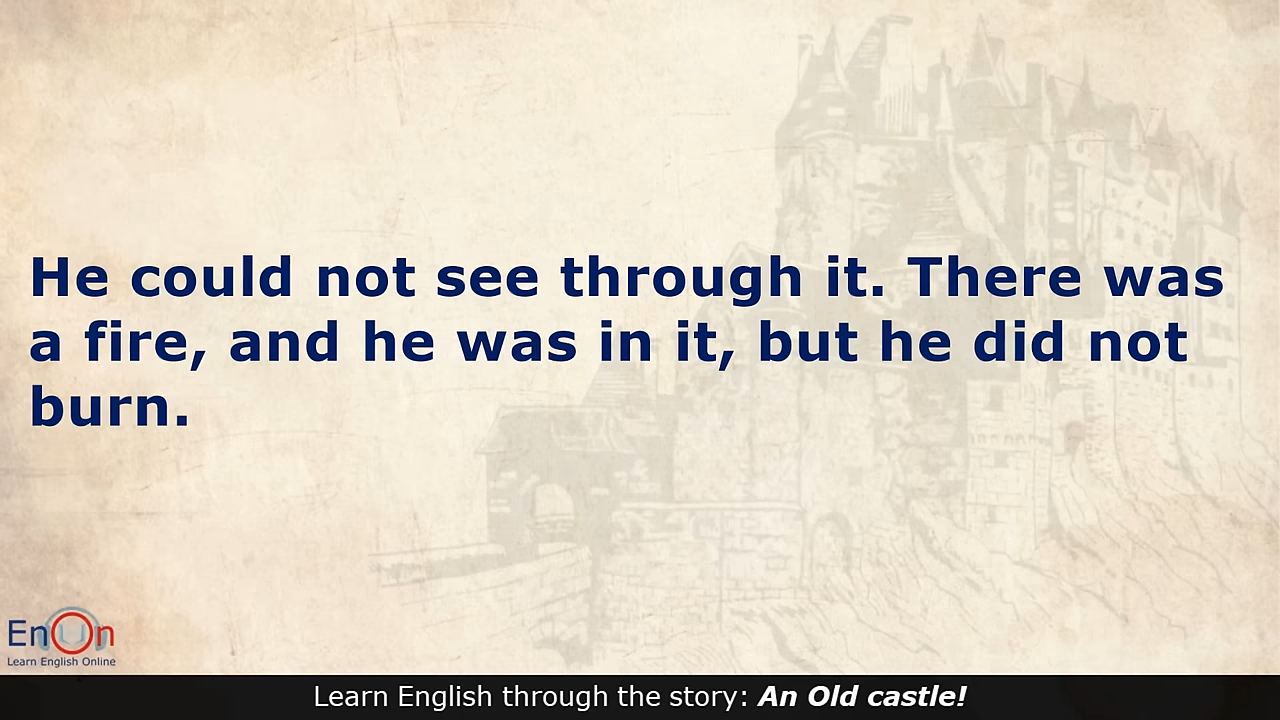 He could not see through it. There was
a fire, and he was in it, but he did not
burn.
EnOn
Learn English Online
Learn English through the story: An Old castle!